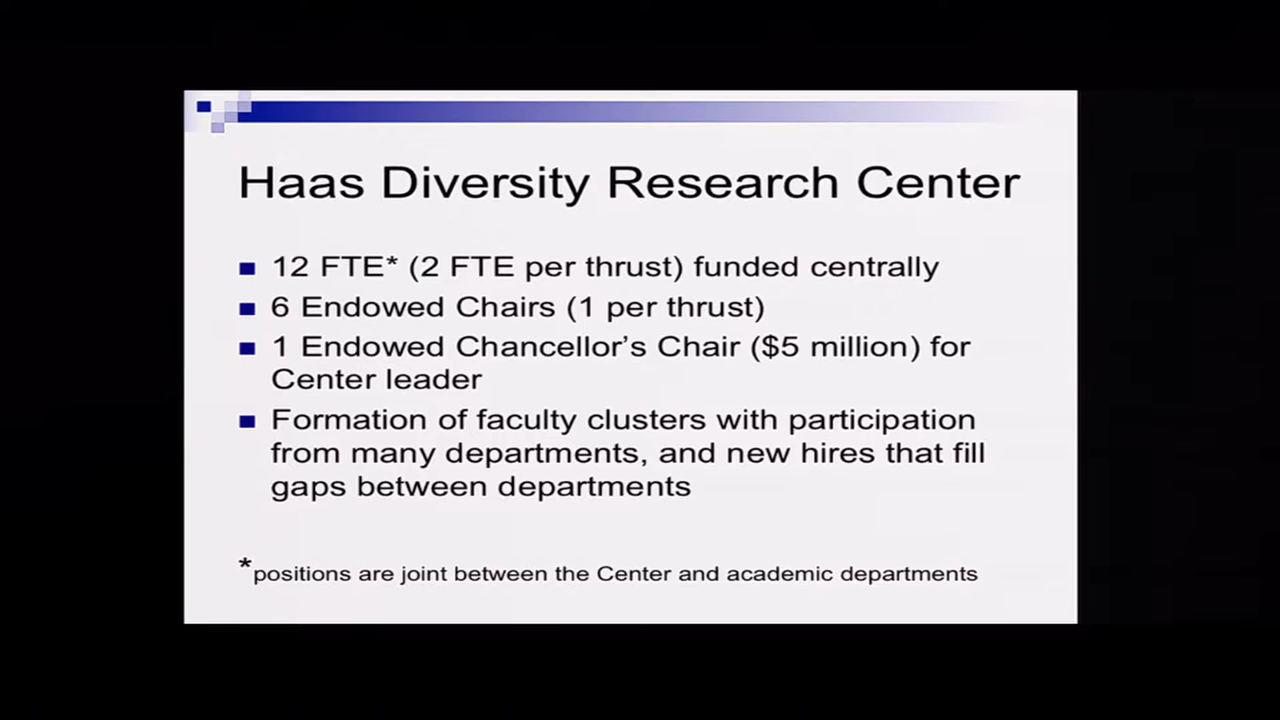 Haas Diversity Research Center
12 FTE* (2 FTE per thrust) funded centrally
6 Endowed Chairs (1 per thrust)
1 Endowed Chancellor’s Chair ($5 million) for
Center leader
Formation of faculty clusters with participation
from many departments, and new hires that fill
gaps between departments
*positions are joint between the Center and academic departments